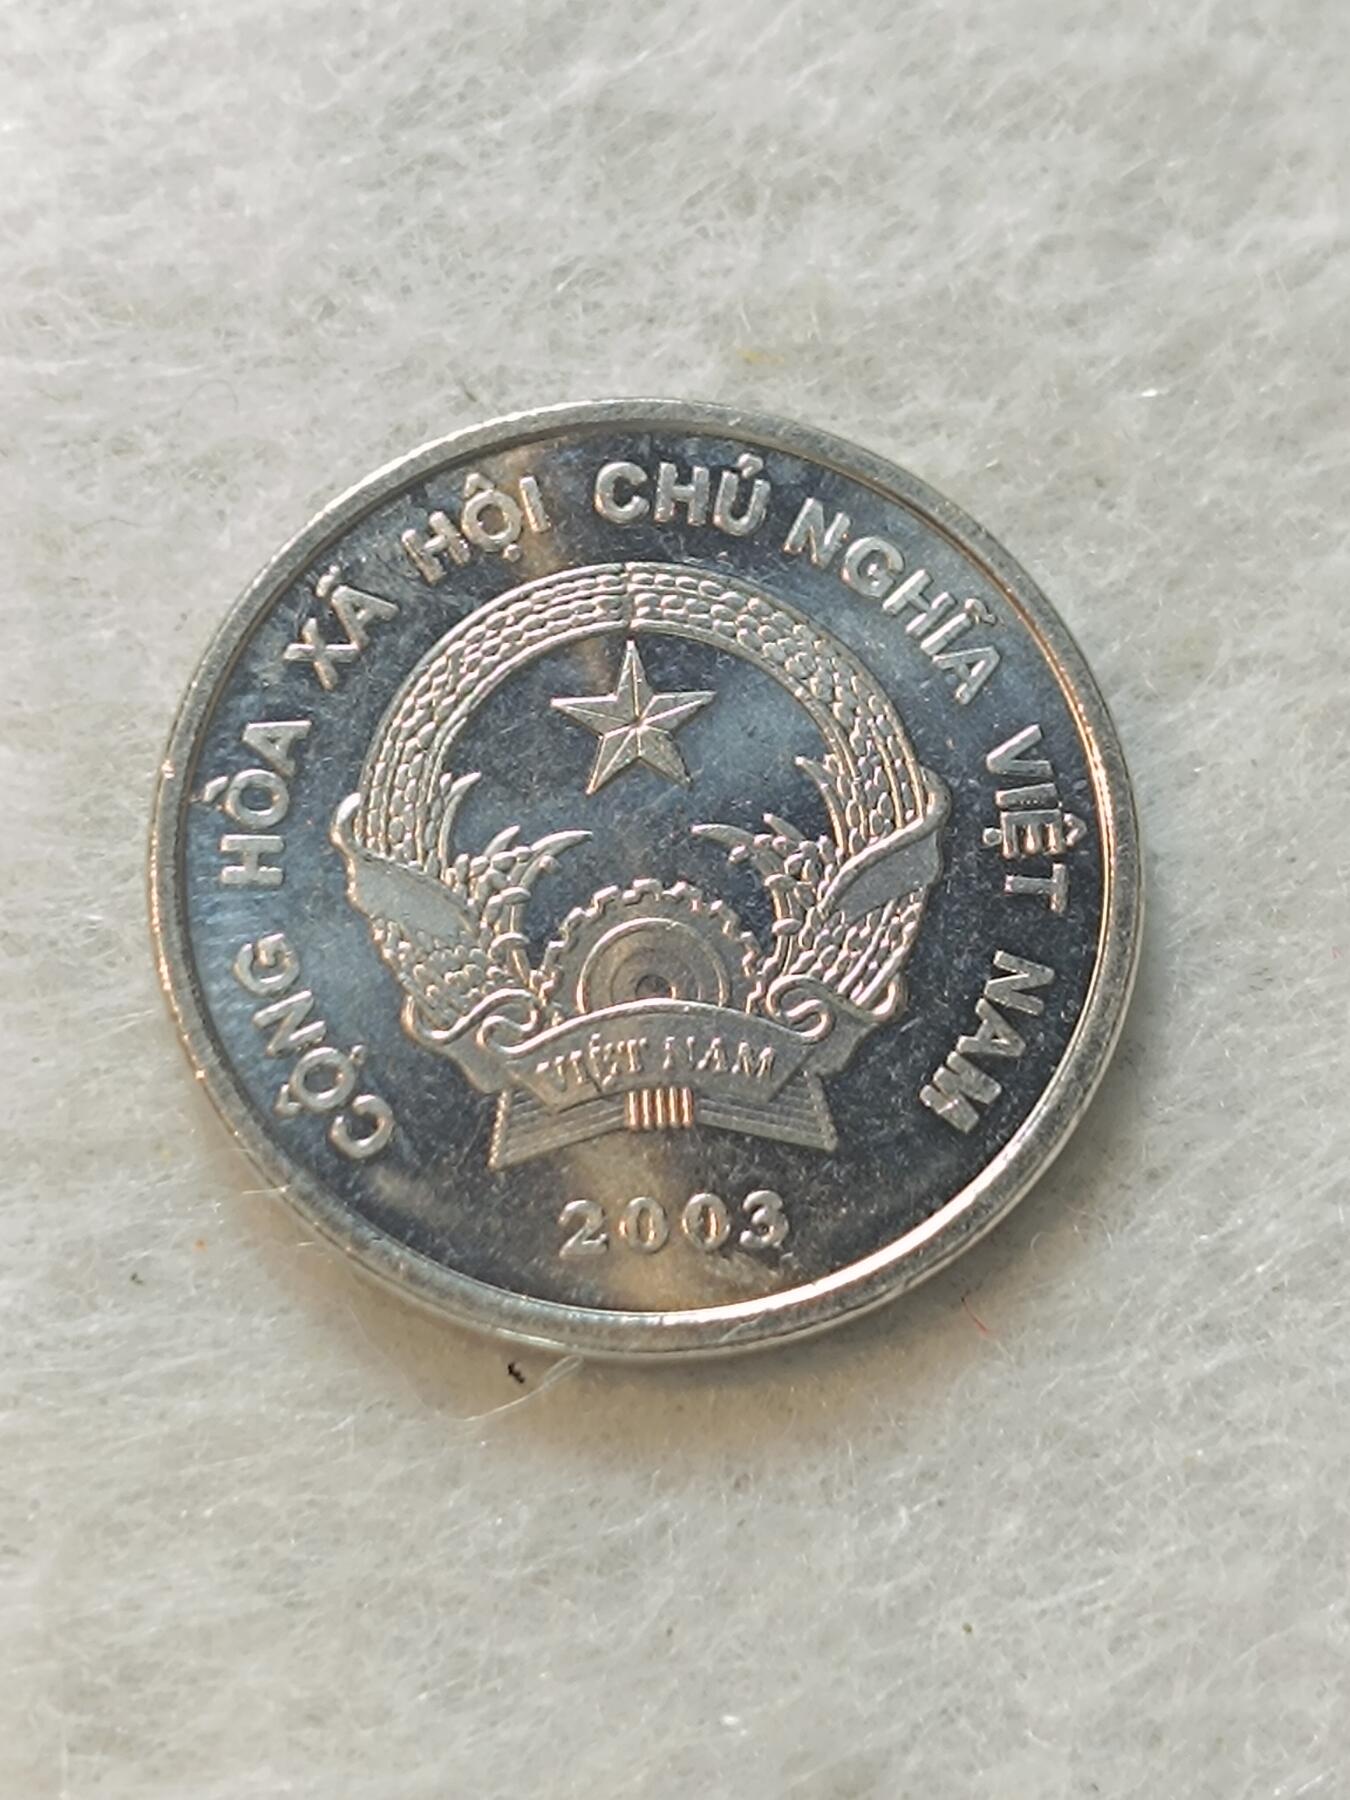 CỘNG HÒA XÃ HỘI CHỦ NGHĨA VIỆT NAM
VIỆT NAM
2003